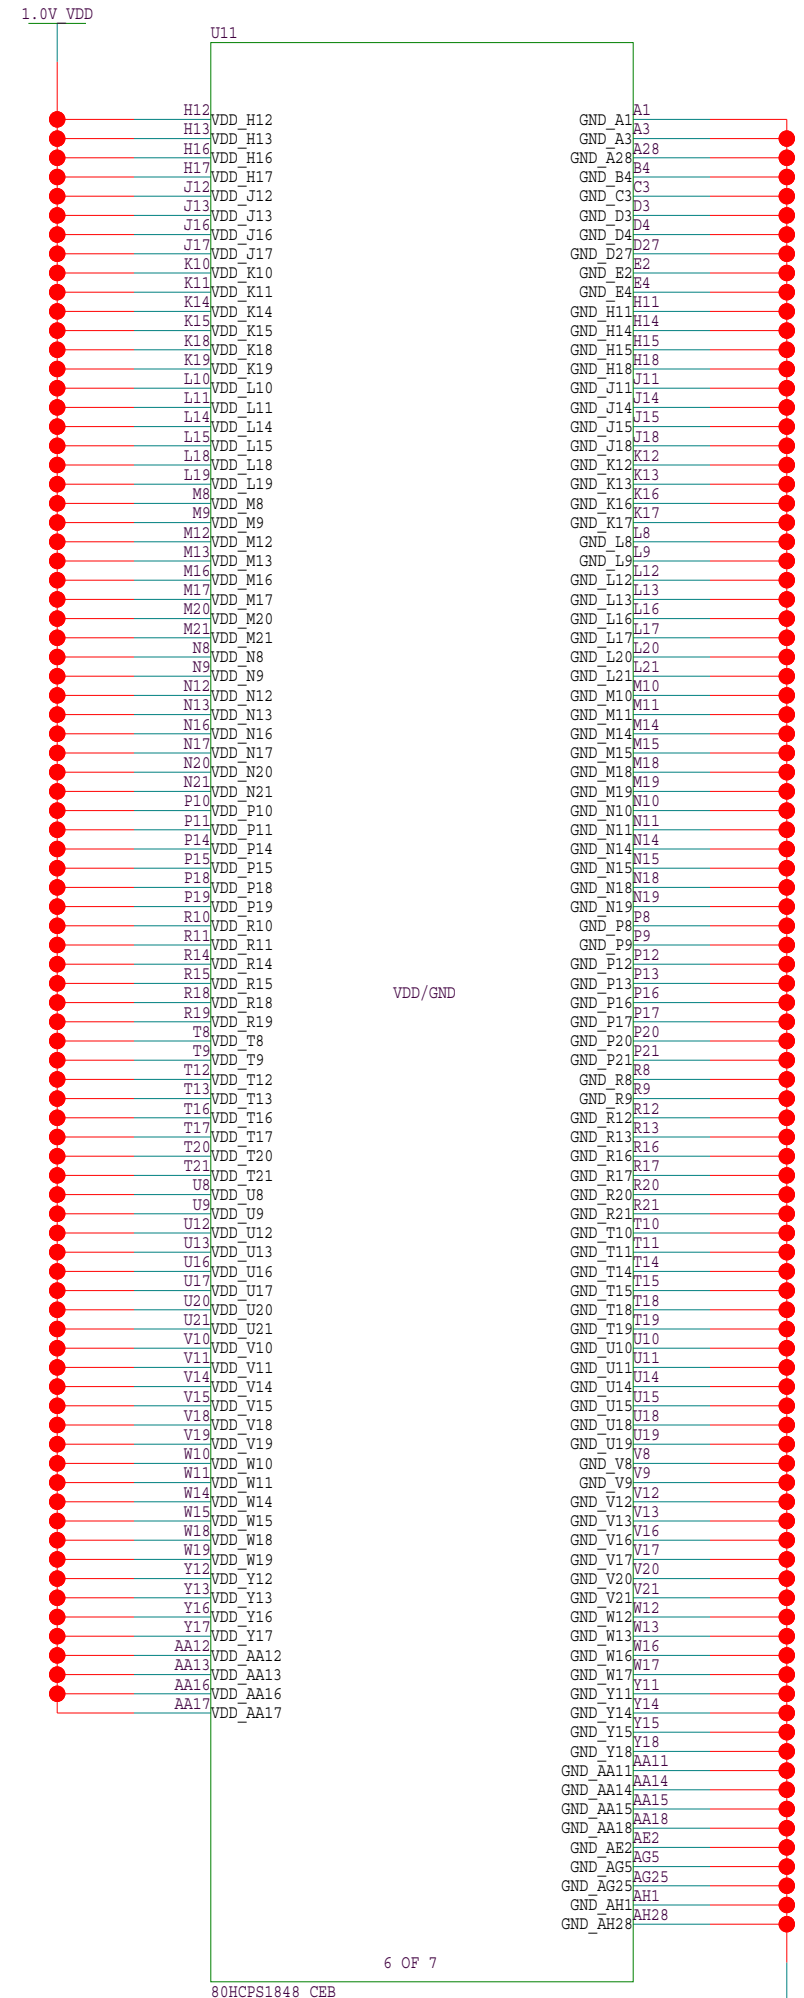 1.0V_VDD
U11
H12 VDD_H12 GND_A1 A1
H13 VDD_H13 GND_A3 A3
H16 VDD_H16 GND_A28 A28
H17 VDD_H17 GND_B4 B4
J12 VDD_J12 GND_C3 C3
J13 VDD_J13 GND_D3 D3
J16 VDD_J16 GND_D4 D4
J17 VDD_J17 GND_D27 D27
K10 VDD_K10 GND_E2 E2
K11 VDD_K11 GND_E4 E4
K14 VDD_K14 GND_H11 H11
K15 VDD_K15 GND_H14 H14
K18 VDD_K18 GND_H15 H15
K19 VDD_K19 GND_H18 H18
L10 VDD_L10 GND_J11 J11
L11 VDD_L11 GND_J14 J14
L14 VDD_L14 GND_J15 J15
L15 VDD_L15 GND_J18 J18
L18 VDD_L18 GND_K12 K12
L19 VDD_L19 GND_K13 K13
M8 VDD_M8 GND_K16 K16
M9 VDD_M9 GND_K17 K17
M12 VDD_M12 GND_L8 L8
M13 VDD_M13 GND_L9 L9
M16 VDD_M16 GND_L12 L12
M17 VDD_M17 GND_L13 L13
M20 VDD_M20 GND_L16 L16
M21 VDD_M21 GND_L17 L17
N8 VDD_N8 GND_L20 L20
N9 VDD_N9 GND_L21 L21
N12 VDD_N12 GND_M10 M10
N13 VDD_N13 GND_M11 M11
N16 VDD_N16 GND_M14 M14
N17 VDD_N17 GND_M15 M15
N20 VDD_N20 GND_M18 M18
N21 VDD_N21 GND_M19 M19
P10 VDD_P10 GND_N10 N10
P11 VDD_P11 GND_N11 N11
P14 VDD_P14 GND_N14 N14
P15 VDD_P15 GND_N15 N15
P18 VDD_P18 GND_N18 N18
P19 VDD_P19 GND_N19 N19
R10 VDD_R10 GND_P8 P8
R11 VDD_R11 GND_P9 P9
R14 VDD_R14 GND_P12 P12
R15 VDD_R15 GND_P13 P13
VDD/GND
R18 VDD_R18 GND_P16 P16
R19 VDD_R19 GND_P17 P17
T8 VDD_T8 GND_P20 P20
T9 VDD_T9 GND_P21 P21
T12 VDD_T12 GND_R8 R8
T13 VDD_T13 GND_R9 R9
T16 VDD_T16 GND_R12 R12
T17 VDD_T17 GND_R13 R13
T20 VDD_T20 GND_R16 R16
T21 VDD_T21 GND_R17 R17
U8 VDD_U8 GND_R20 R20
U9 VDD_U9 GND_R21 R21
U12 VDD_U12 GND_T10 T10
U13 VDD_U13 GND_T11 T11
U16 VDD_U16 GND_T14 T14
U17 VDD_U17 GND_T15 T15
U20 VDD_U20 GND_T18 T18
U21 VDD_U21 GND_T19 T19
V10 VDD_V10 GND_U10 U10
V11 VDD_V11 GND_U11 U11
V14 VDD_V14 GND_U14 U14
V15 VDD_V15 GND_U15 U15
V18 VDD_V18 GND_U18 U18
V19 VDD_V19 GND_U19 U19
W10 VDD_W10 GND_V8 V8
W11 VDD_W11 GND_V9 V9
W14 VDD_W14 GND_V12 V12
W15 VDD_W15 GND_V13 V13
W18 VDD_W18 GND_V16 V16
W19 VDD_W19 GND_V17 V17
Y12 VDD_Y12 GND_V20 V20
Y13 VDD_Y13 GND_V21 V21
Y16 VDD_Y16 GND_W12 W12
Y17 VDD_Y17 GND_W13 W13
AA12 VDD_AA12 GND_W16 W16
AA13 VDD_AA13 GND_W17 W17
AA16 VDD_AA16 GND_Y11 Y11
AA17 VDD_AA17 GND_Y14 Y14
GND_Y15 Y15
GND_Y18 Y18
GND_AA11 AA11
GND_AA14 AA14
GND_AA15 AA15
GND_AA18 AA18
GND_AE2 AE2
GND_AG5 AG5
GND_AG25 AG25
GND_AH1 AH1
GND_AH28 AH28
6 OF 7
80HCPS1848 CEB